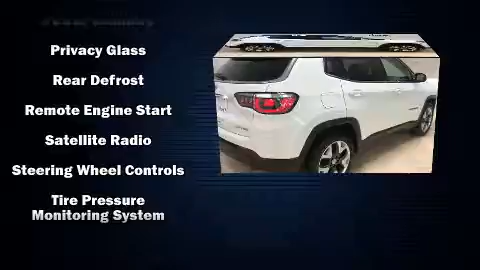 Privacy Glass
Rear Defrost
Remote Engine Start
Satellite Radio
Steering Wheel Controls
Tire Pressure
Monitoring System